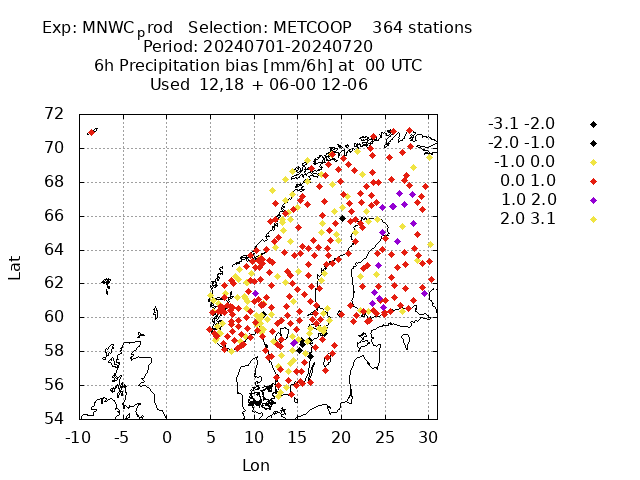 Exp: MNWCprod   Selection: METCOOP    364 stations
Period: 20240701-20240720
6h Precipitation bias [mm/6h] at  00 UTC
Used  12,18  + 06-00 12-06
-3.1 -2.0
-2.0 -1.0
-1.0 0.0
0.0 1.0
1.0 2.0
2.0 3.1
72
70
68
66
64
62
60
58
56
54
Lat
-10 -5 0 5 10 15 20 25 30
Lon